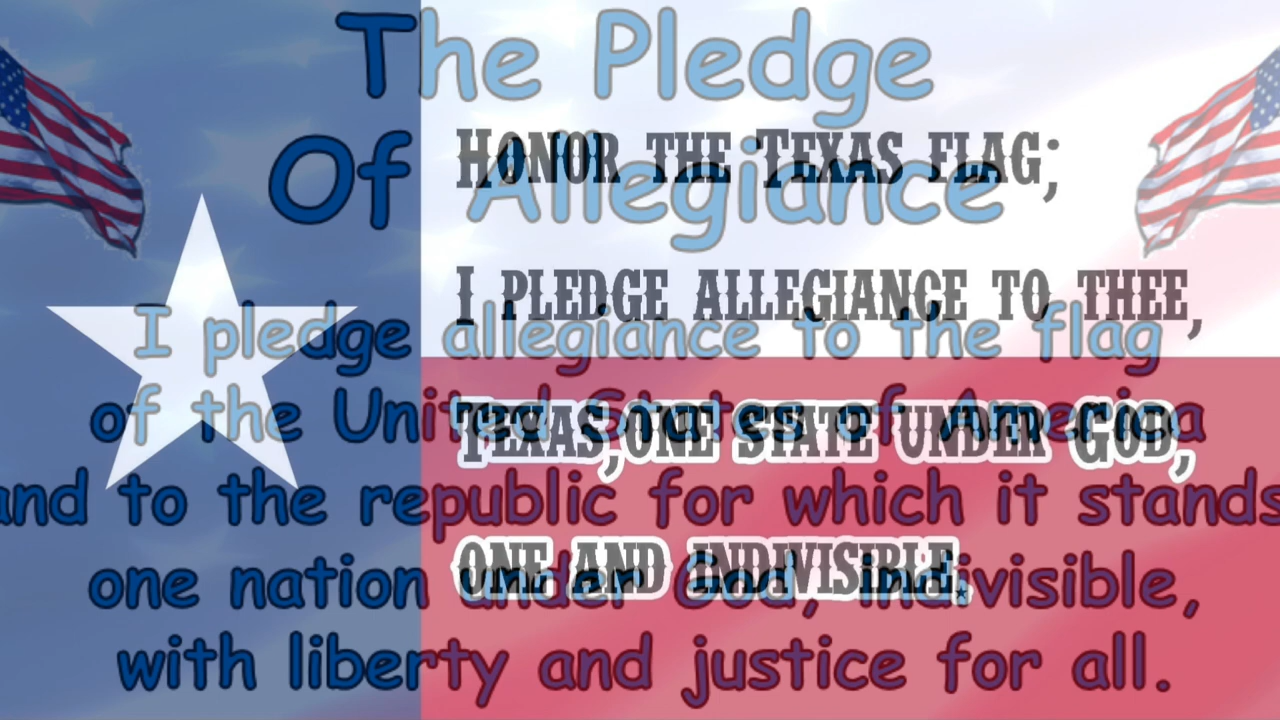 The Pledge
Of Allegiance
Honor the Texas flag;
I pledge allegiance to thee,
Texas, one state under God,
one and indivisible.
I pledge allegiance to the flag
of the United States of America
and to the republic for which it stands
one nation under God, indivisible,
with liberty and justice for all.